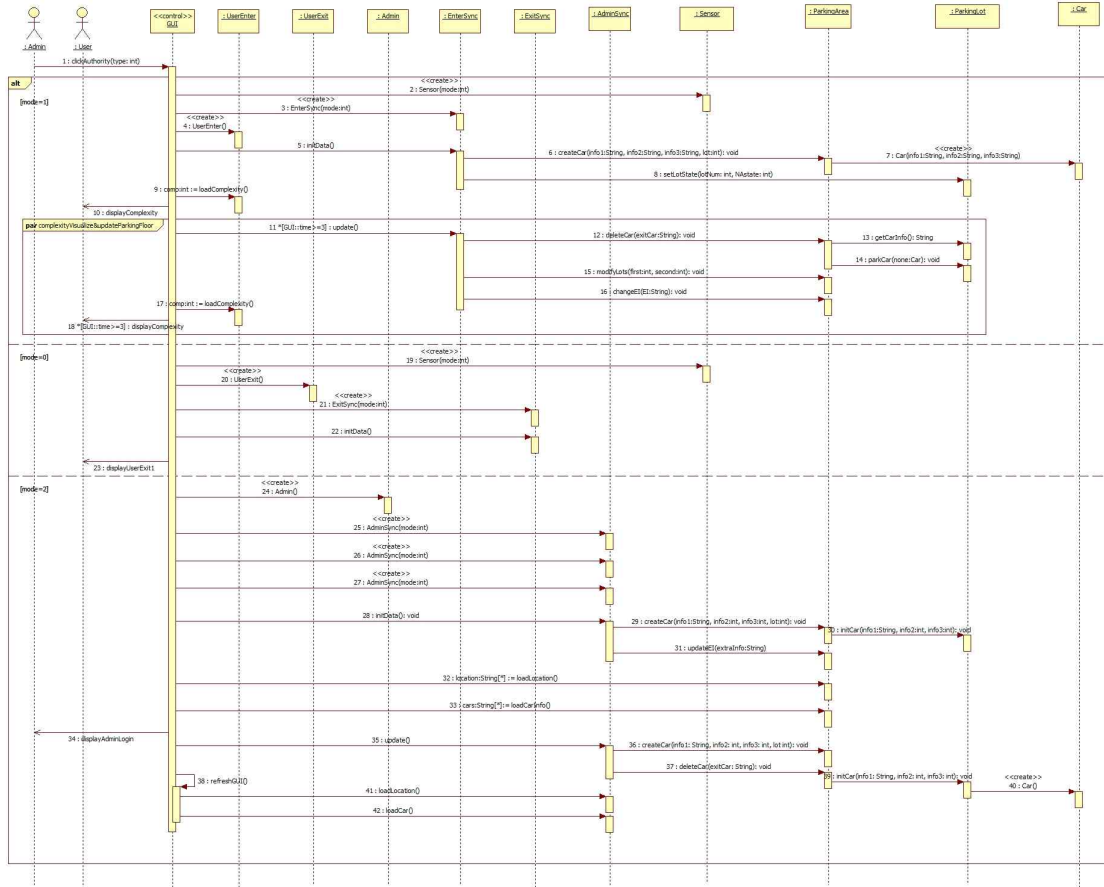 <<control>>
: Admin
: User
GUI
: UserEnter
: UserExit
: Admin
: EnterSync
: ExitSync
: AdminSync
: Sensor
: ParkingArea
: ParkingLot
: Car
1 : clickAuthority(type: int)
alt
[mode=1]
<<create>>
2 : Sensor(mode:int)
<<create>>
3 : EnterSync(mode:int)
<<create>>
4 : UserEnter()
5 : initData()
6 : createCar(info1:String, info2:String, info3:String, lot:int): void
<<create>>
7 : Car(info1:String, info2:String, info3:String)
8 : setLotState(lotNum: int, NAstate: int)
9 : comp:int := loadComplexity()
10 : displayComplexity
par complexityVisualize&updateParkingFloor
11 *[GUI::time>=3] : update()
12 : deleteCar(exitCar:String): void
13 : getCarInfo(): String
14 : parkCar(none:Car): void
15 : modifyLots(first:int, second:int): void
16 : changeEI(EI:String): void
17 : comp:int := loadComplexity()
18 *[GUI::time>=3] : displayComplexity
[mode=0]
<<create>>
19 : Sensor(mode:int)
<<create>>
20 : UserExit()
<<create>>
21 : ExitSync(mode:int)
22 : initData()
23 : displayUserExit1
[mode=2]
<<create>>
24 : Admin()
<<create>>
25 : AdminSync(mode:int)
<<create>>
26 : AdminSync(mode:int)
<<create>>
27 : AdminSync(mode:int)
28 : initData(): void
29 : createCar(info1:String, info2:int, info3:int, lot:int): void
30 : initCar(info1:String, info2:int, info3:int): void
31 : updateEI(extraInfo:String)
32 : location:String[*] := loadLocation()
33 : cars:String[*]:= loadCarInfo()
34 : displayAdminLogin
35 : update()
36 : createCar(info1: String, info2: int, info3: int, lot int): void
37 : deleteCar(exitCar: String): void
38 : refreshGUI()
39 : initCar(info1: String, info2: int, info3: int): void
<<create>>
40 : Car()
41 : loadLocation()
42 : loadCar()